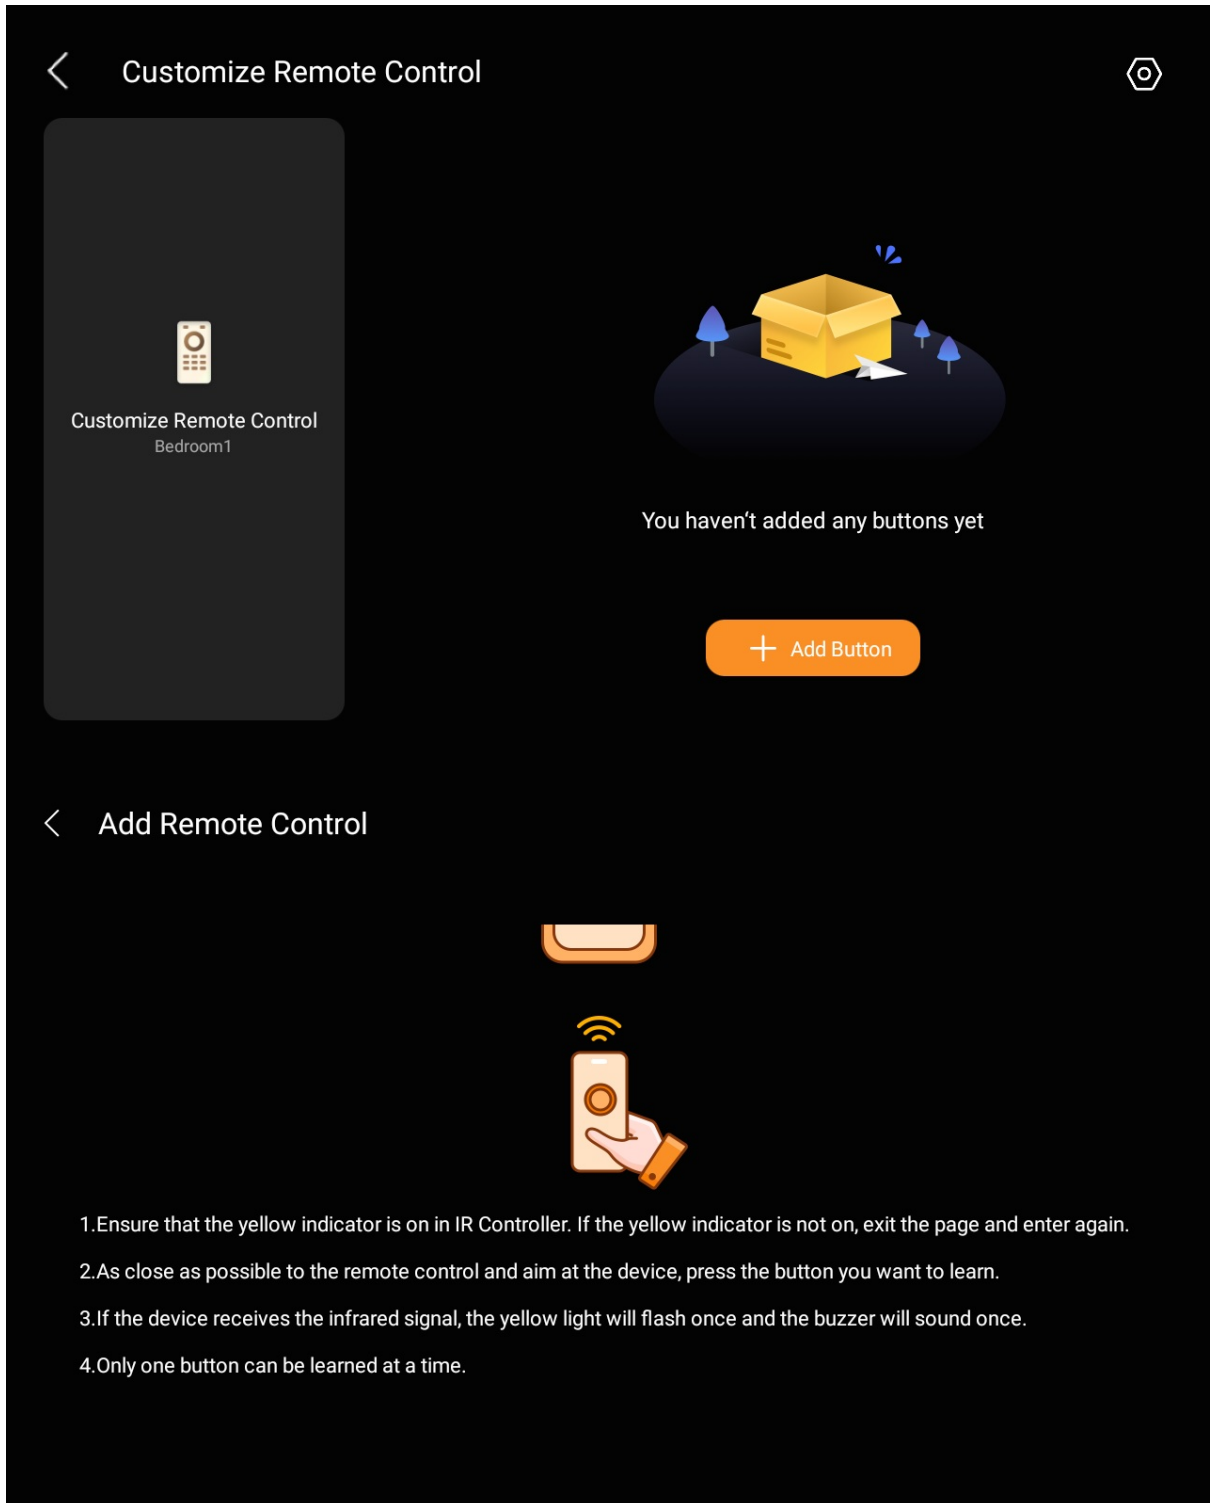 Customize Remote Control
Customize Remote Control
Bedroom1
You haven‘t added any buttons yet
Add Button
Add Remote Control
1.Ensure that the yellow indicator is on in IR Controller. If the yellow indicator is not on, exit the page and enter again.
2.As close as possible to the remote control and aim at the device, press the button you want to learn.
3.If the device receives the infrared signal, the yellow light will flash once and the buzzer will sound once.
4.Only one button can be learned at a time.